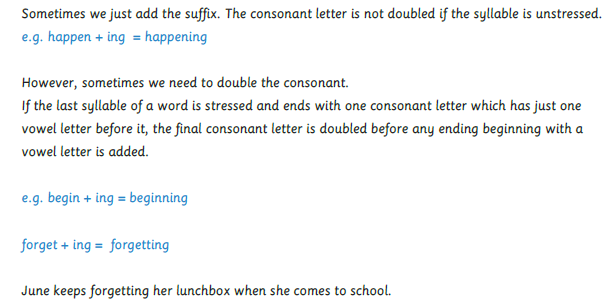 Sometimes we just add the suffix. The consonant letter is not doubled if the syllable is unstressed.
e.g. happen + ing = happening
However, sometimes we need to double the consonant.
If the last syllable of a word is stressed and ends with one consonant letter which has just one
vowel letter before it, the final consonant letter is doubled before any ending beginning with a
vowel letter is added.
e.g. begin + ing = beginning
forget + ing = forgetting
June keeps forgetting her lunchbox when she comes to school.